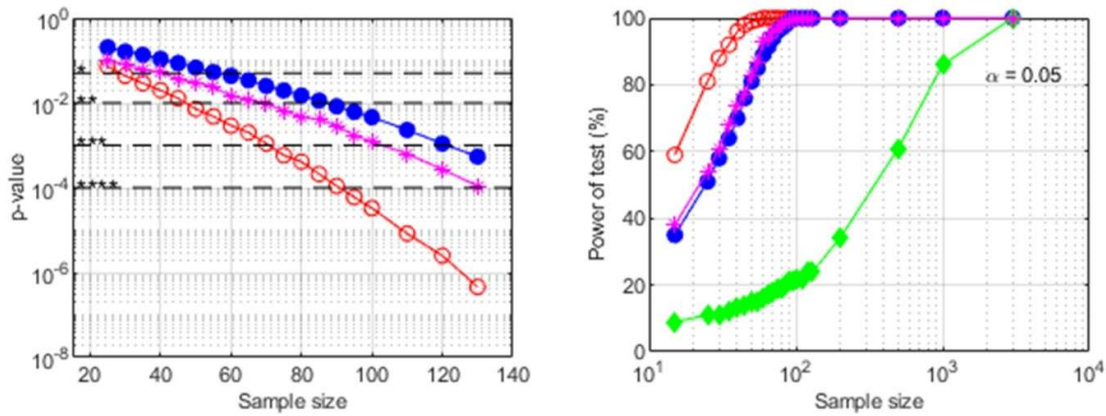 10^0
10^-2
10^-4
10^-6
10^-8
p-value
*
**
***
****
20 40 60 80 100 120 140
Sample size
100
80
60
40
20
0
Power of test (%)
α = 0.05
10^1 10^2 10^3 10^4
Sample size